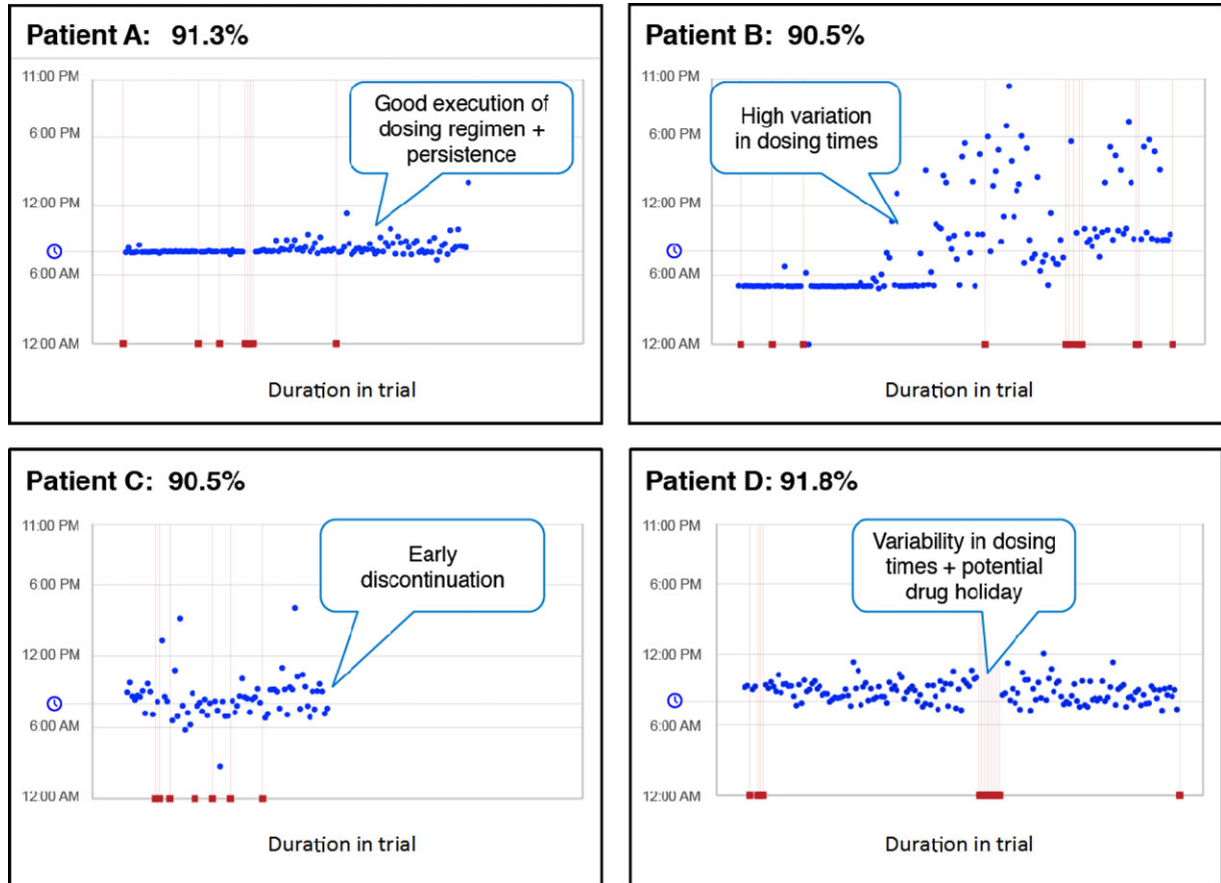 Patient A: 91.3%
11:00 PM
6:00 PM
12:00 PM
6:00 AM
12:00 AM
Good execution of
dosing regimen +
persistence
Duration in trial
Patient B: 90.5%
11:00 PM
6:00 PM
12:00 PM
6:00 AM
12:00 AM
High variation
in dosing times
Duration in trial
Patient C: 90.5%
11:00 PM
6:00 PM
12:00 PM
6:00 AM
12:00 AM
Early
discontinuation
Duration in trial
Patient D: 91.8%
11:00 PM
6:00 PM
12:00 PM
6:00 AM
12:00 AM
Variability in dosing
times + potential
drug holiday
Duration in trial